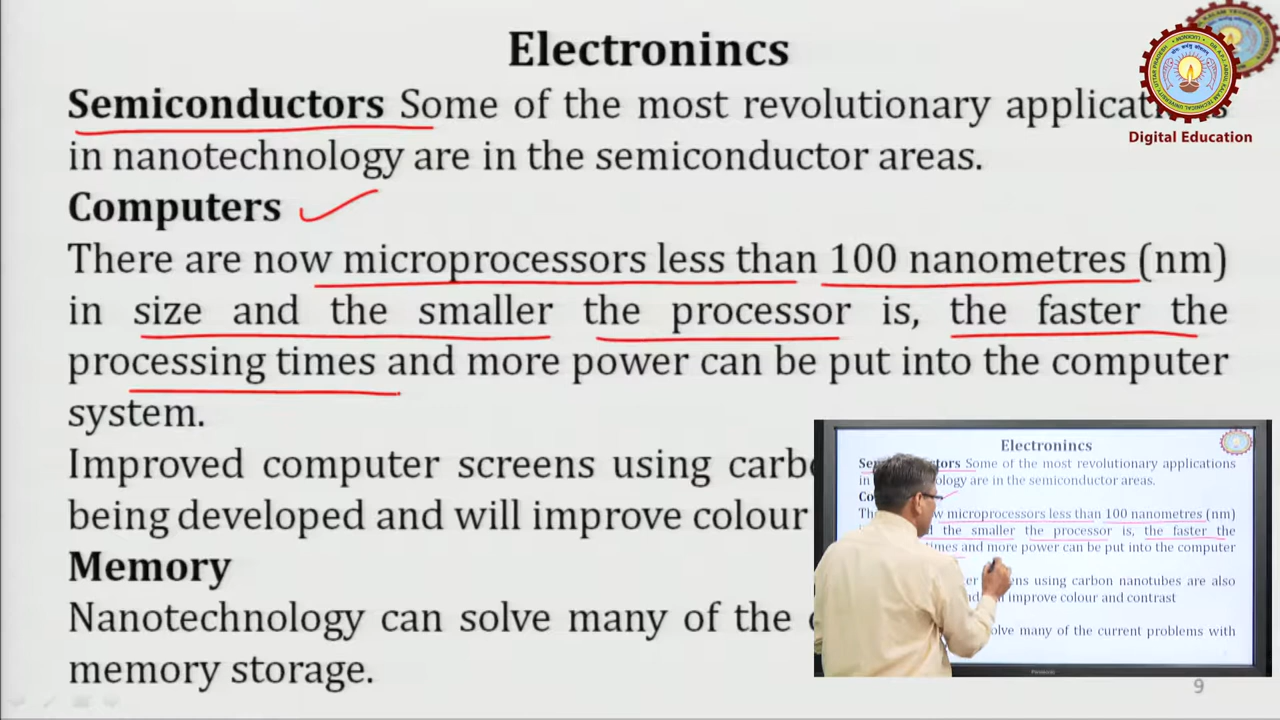 Electronincs
Semiconductors Some of the most revolutionary applicat
in nanotechnology are in the semiconductor areas.
Computers
There are now microprocessors less than 100 nanometres (nm)
in size and the smaller the processor is, the faster the
processing times and more power can be put into the computer
system.
Improved computer screens using carb
being developed and will improve colour
Memory
Nanotechnology can solve many of the
memory storage.
Digital Education
Electronincs
Some of the most revolutionary applications
are in the semiconductor areas.
microprocessors less than 100 nanometres (nm)
the smaller the processor is, the faster the
times and more power can be put into the computer
using carbon nanotubes are also
improve colour and contrast
many of the current problems with
Panasonic
9